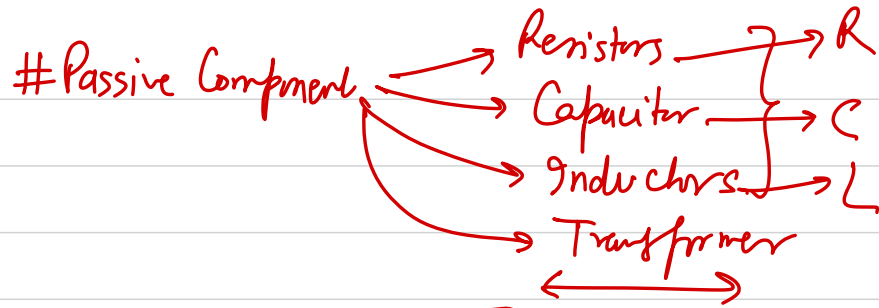 Resistors → R
#Passive Component
Capacitor → C
Inductors → L
Transformer